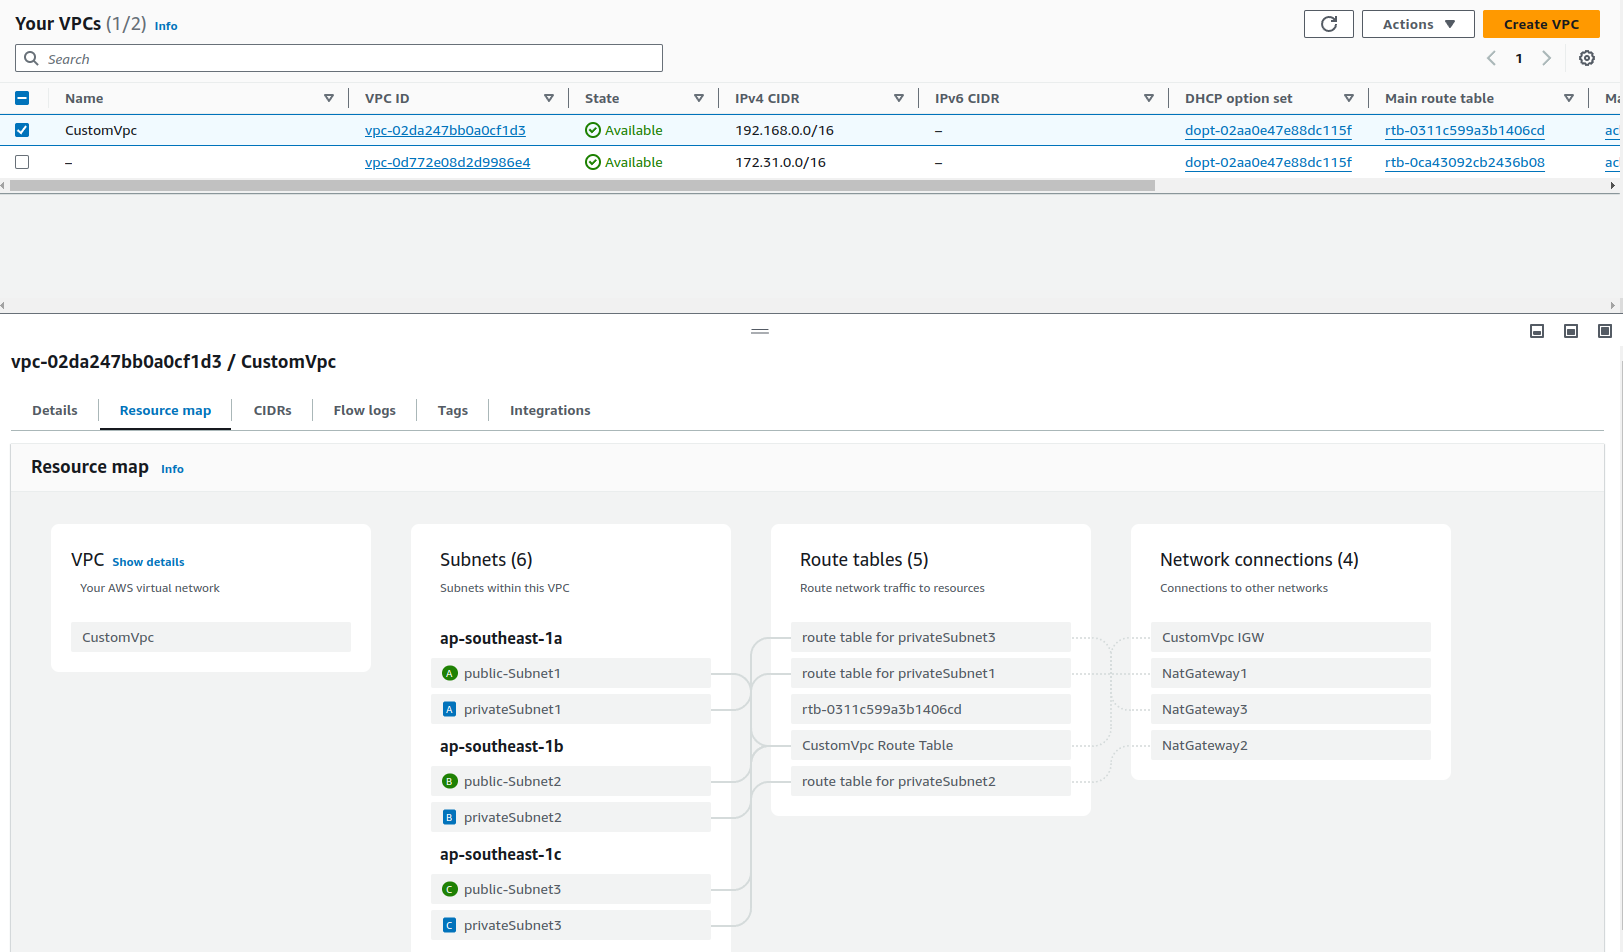 Your VPCs (1/2) Info
Actions
Create VPC
Search
1
Name VPC ID State IPv4 CIDR IPv6 CIDR DHCP option set Main route table
CustomVpc vpc-02da247bb0a0cf1d3 Available 192.168.0.0/16 – dopt-02aa0e47e88dc115f rtb-0311c599a3b1406cd ac
– vpc-0d772e08d2d9986e4 Available 172.31.0.0/16 – dopt-02aa0e47e88dc115f rtb-0ca43092cb2436b08 ac
vpc-02da247bb0a0cf1d3 / CustomVpc
Details Resource map CIDRs Flow logs Tags Integrations
Resource map Info
VPC Show details
Your AWS virtual network
CustomVpc
Subnets (6)
Subnets within this VPC
ap-southeast-1a
A public-Subnet1
A privateSubnet1
ap-southeast-1b
B public-Subnet2
B privateSubnet2
ap-southeast-1c
C public-Subnet3
C privateSubnet3
Route tables (5)
Route network traffic to resources
route table for privateSubnet3
route table for privateSubnet1
rtb-0311c599a3b1406cd
CustomVpc Route Table
route table for privateSubnet2
Network connections (4)
Connections to other networks
CustomVpc IGW
NatGateway1
NatGateway3
NatGateway2